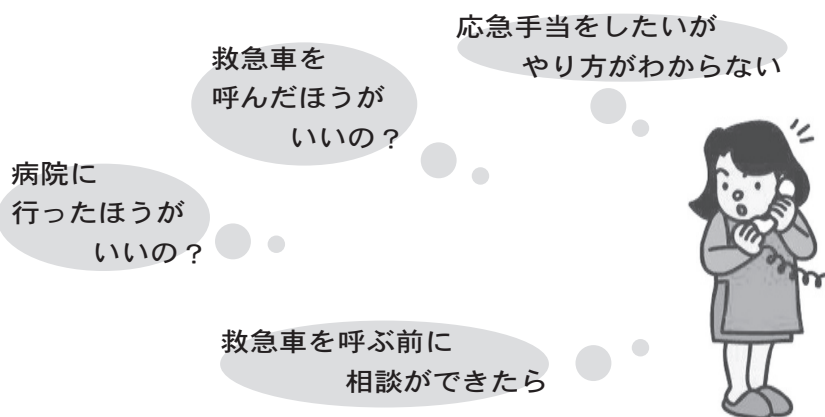 応急手当をしたいが
やり方がわからない
救急車を
呼んだほうが
いいの？
病院に
行ったほうが
いいの？
救急車を呼ぶ前に
相談ができたら